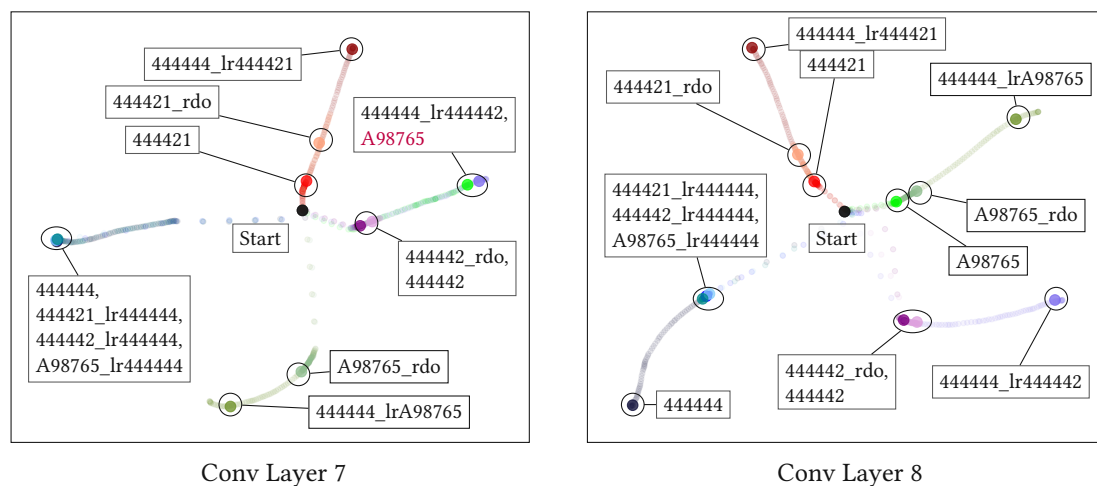 444444_lr444421
444421_rdo
444421
444444_lr444442,
A98765
Start
444442_rdo,
444442
444444,
444421_lr444444,
444442_lr444444,
A98765_lr444444
A98765_rdo
444444_lrA98765
Conv Layer 7
444444_lr444421
444421
444421_rdo
444444_lrA98765
444421_lr444444,
444442_lr444444,
A98765_lr444444
Start
A98765_rdo
A98765
444442_rdo,
444442
444444_lr444442
444444
Conv Layer 8